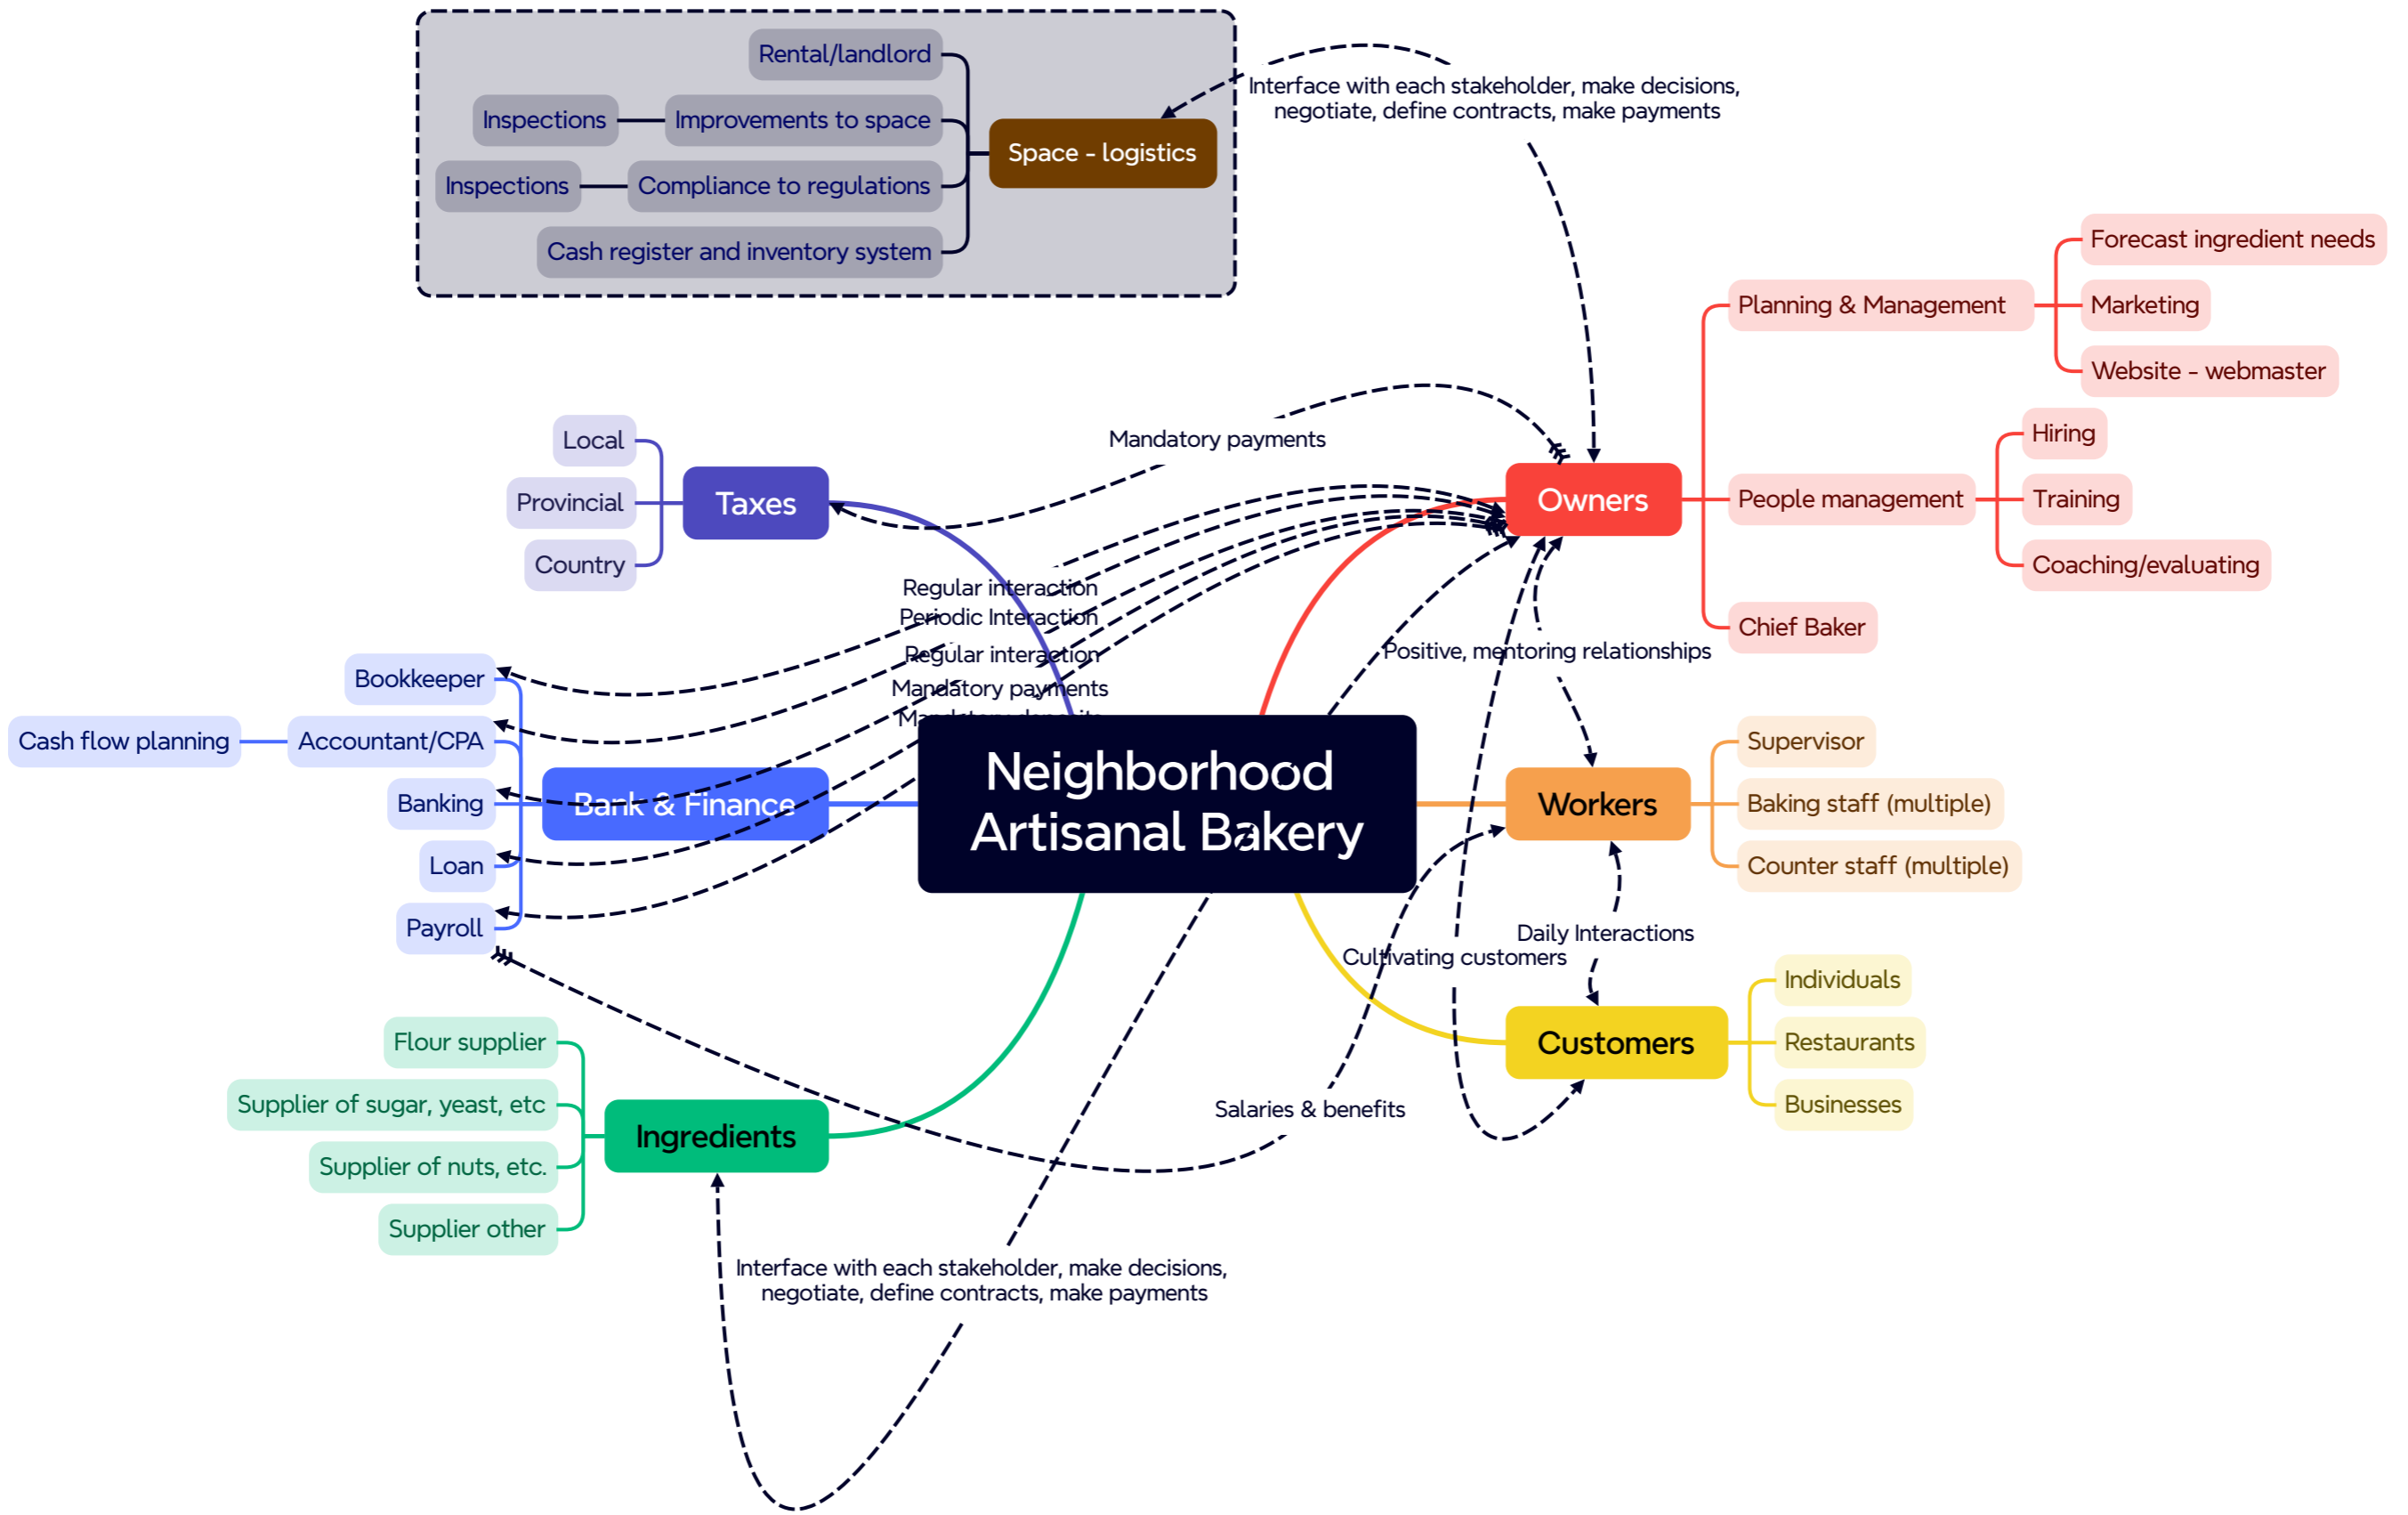 Rental/landlord
Inspections
Improvements to space
Inspections
Compliance to regulations
Cash register and inventory system
Space - logistics
Interface with each stakeholder, make decisions,
negotiate, define contracts, make payments
Forecast ingredient needs
Planning & Management
Marketing
Website - webmaster
Owners
People management
Hiring
Training
Coaching/evaluating
Chief Baker
Mandatory payments
Local
Provincial
Country
Taxes
Regular interaction
Periodic Interaction
Regular interaction
Mandatory payments
Mandatory deposits
Positive, mentoring relationships
Bookkeeper
Cash flow planning
Accountant/CPA
Banking
Loan
Payroll
Bank & Finance
Neighborhood
Artisanal Bakery
Workers
Supervisor
Baking staff (multiple)
Counter staff (multiple)
Daily Interactions
Cultivating customers
Customers
Individuals
Restaurants
Businesses
Salaries & benefits
Flour supplier
Supplier of sugar, yeast, etc
Supplier of nuts, etc.
Supplier other
Ingredients
Interface with each stakeholder, make decisions,
negotiate, define contracts, make payments